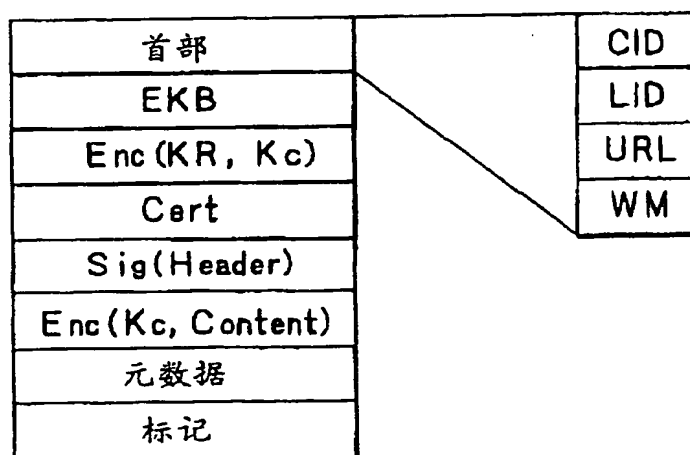 首部
EKB
Enc(KR, Kc)
Cert
Sig(Header)
Enc(Kc, Content)
元数据
标记
CID
LID
URL
WM